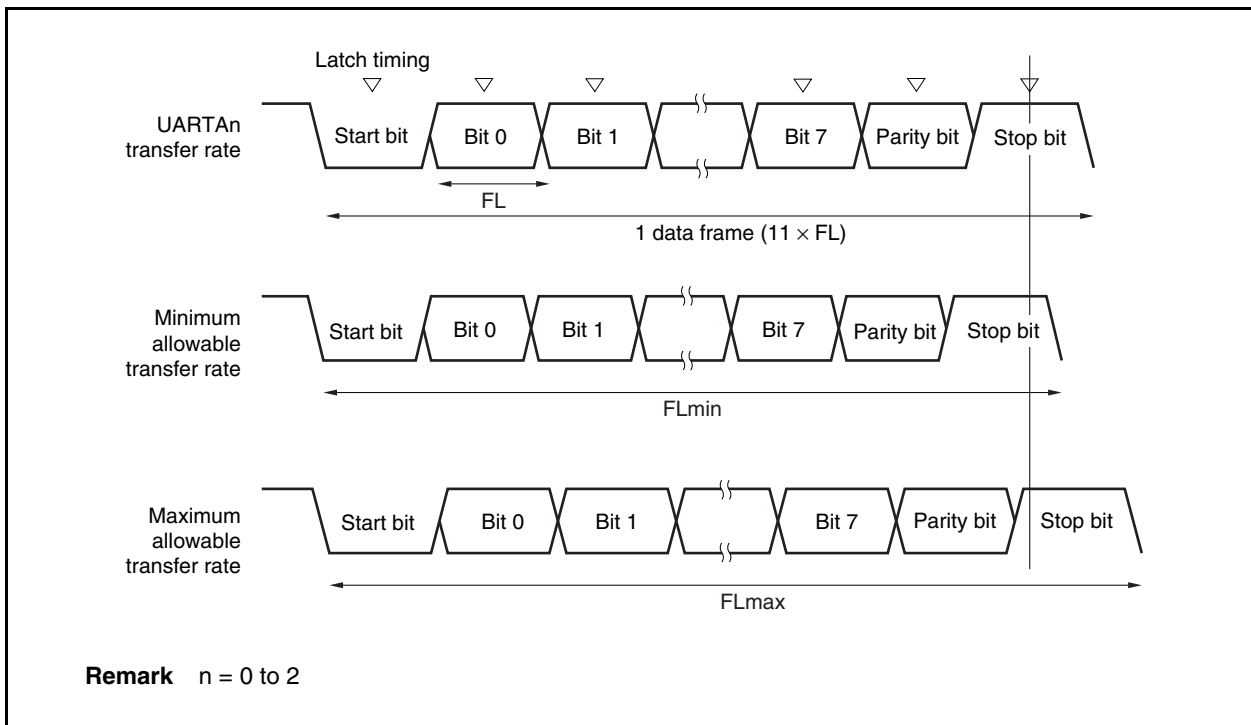 Latch timing
UARTAn
transfer rate
Start bit
Bit 0
Bit 1
Bit 7
Parity bit
Stop bit
FL
1 data frame (11 × FL)
Minimum
allowable
transfer rate
Start bit
Bit 0
Bit 1
Bit 7
Parity bit
Stop bit
FLmin
Maximum
allowable
transfer rate
Start bit
Bit 0
Bit 1
Bit 7
Parity bit
Stop bit
FLmax
Remark n = 0 to 2